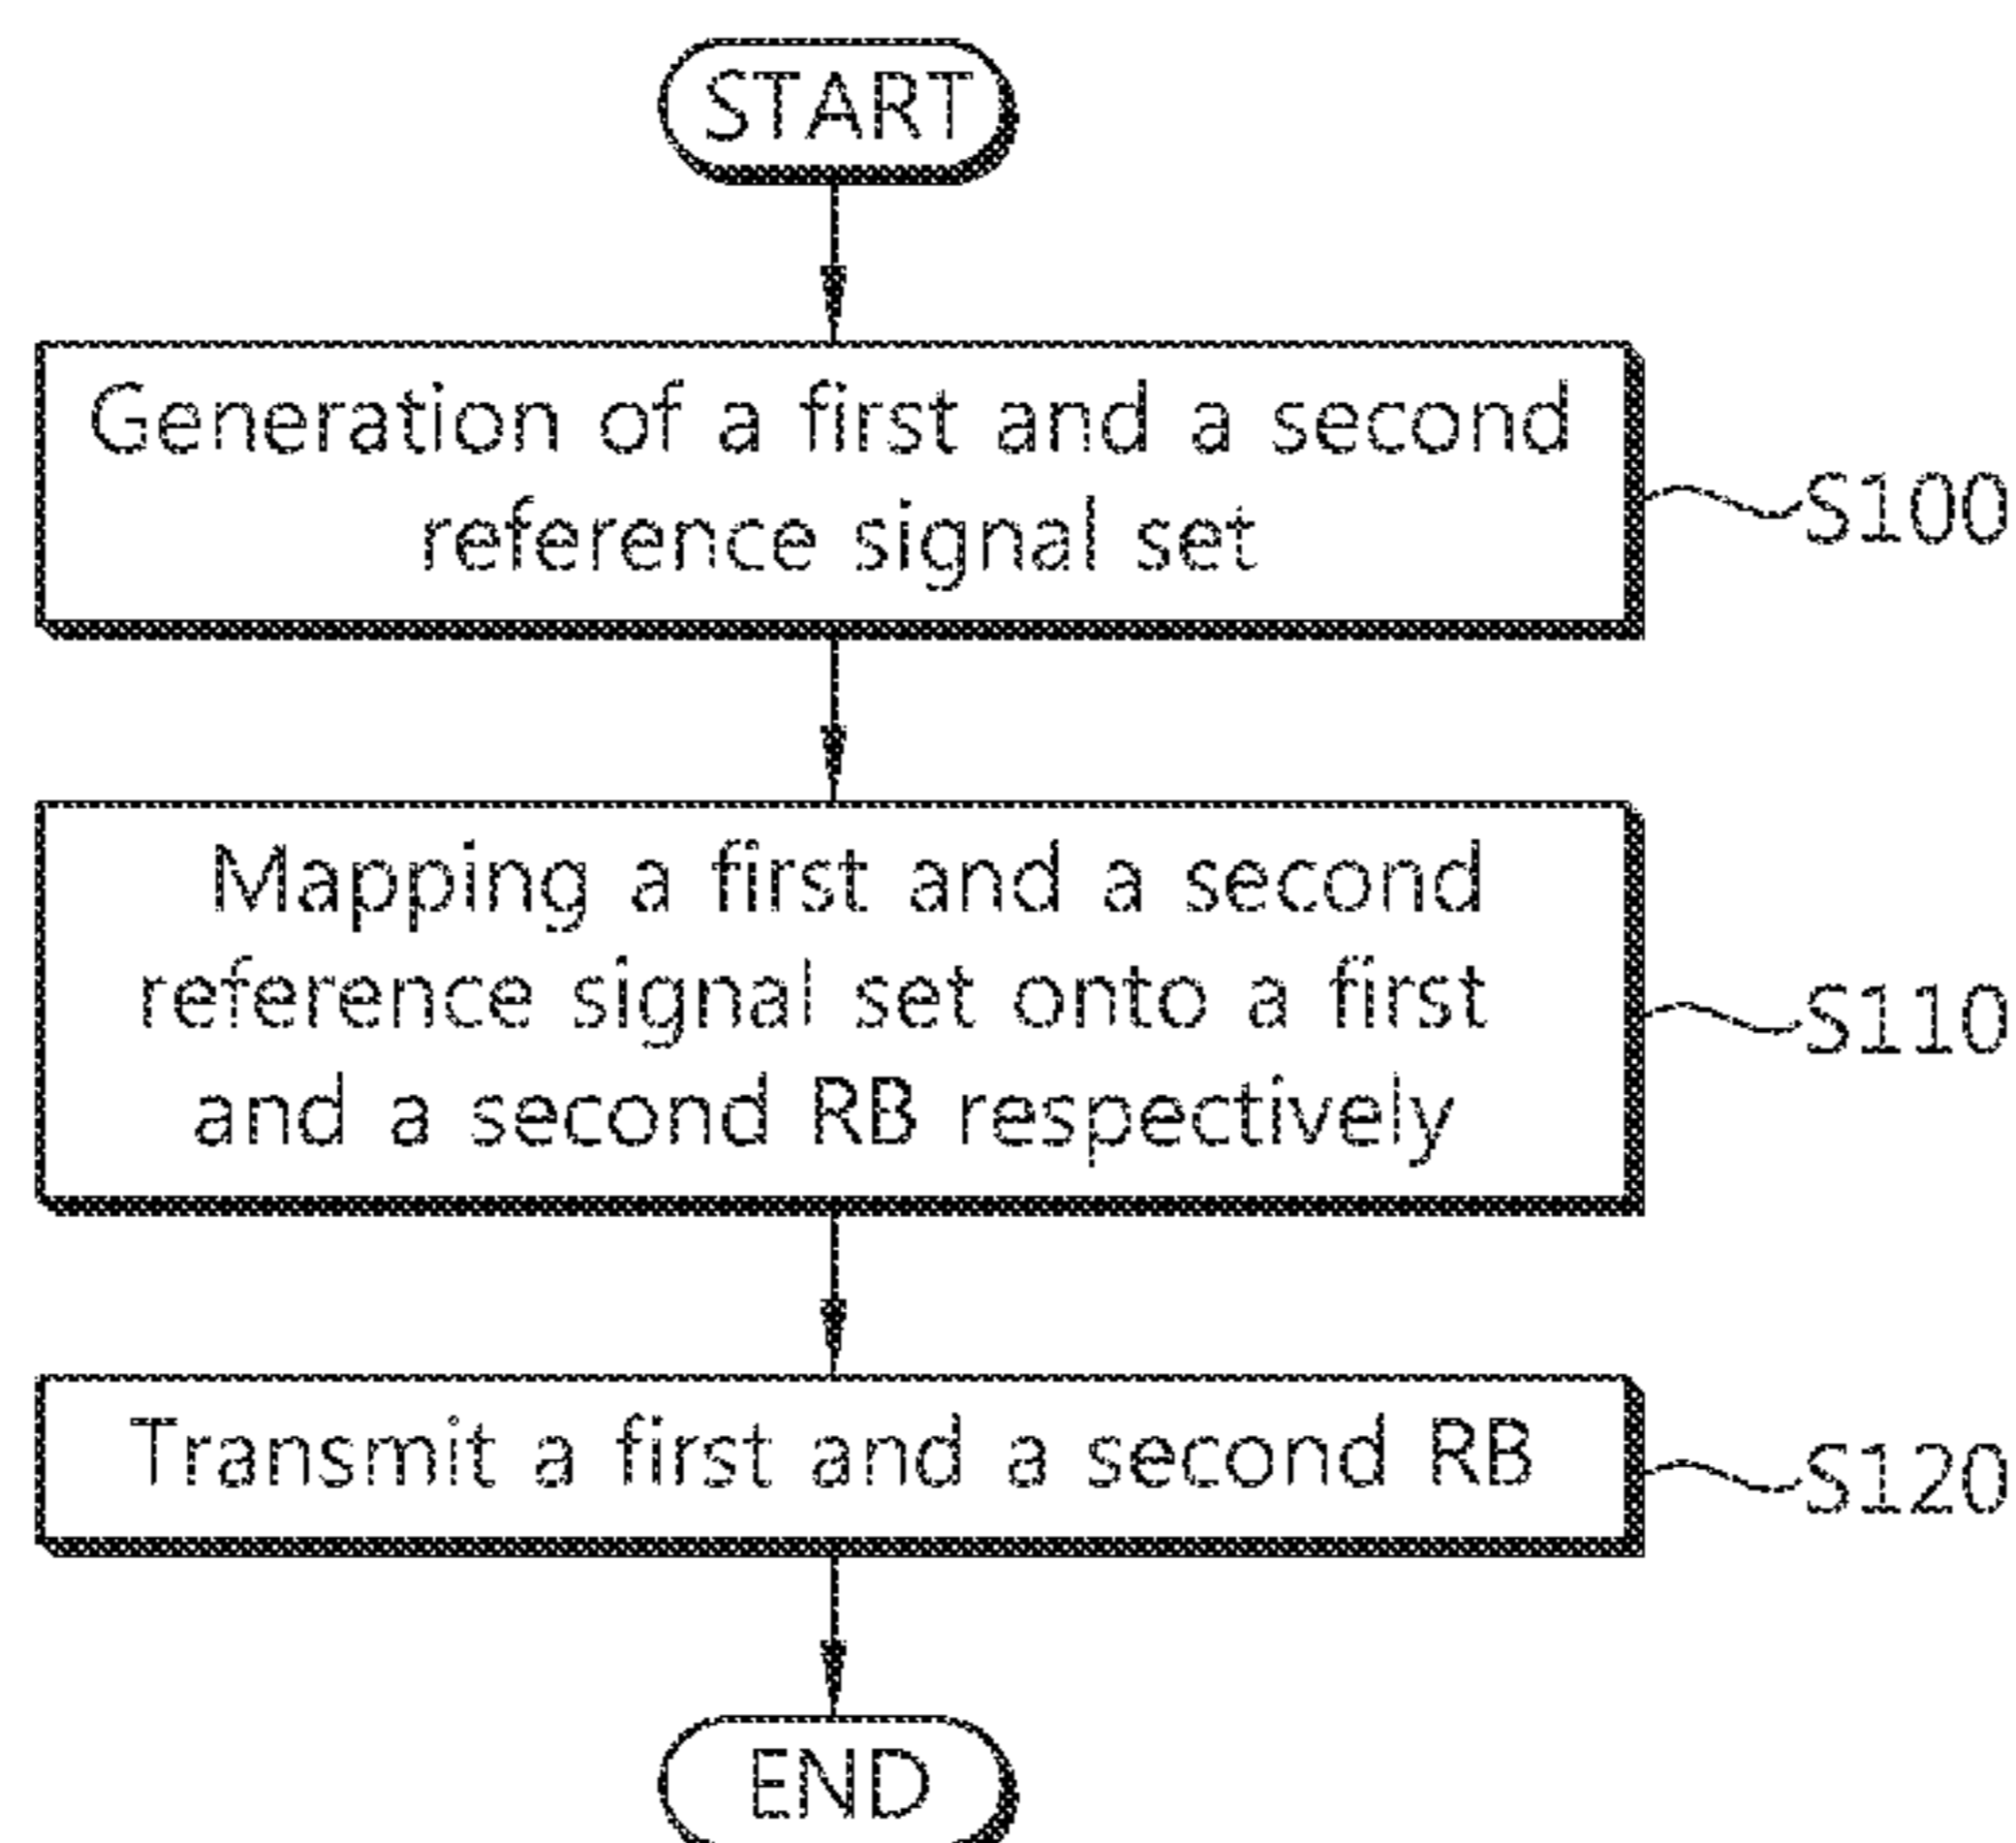 START
Generation of a first and a second
reference signal set
S100
Mapping a first and a second
reference signal set onto a first
and a second RB respectively
S110
Transmit a first and a second RB
S120
END